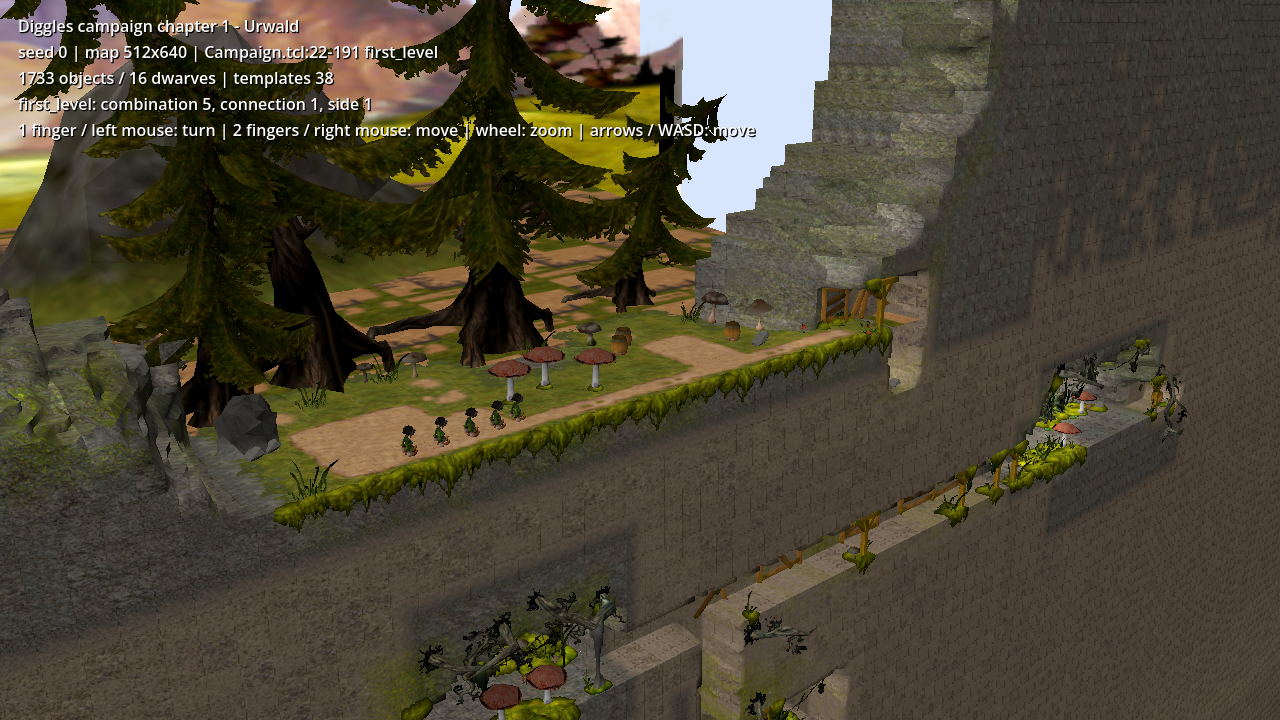 Diggles campaign chapter 1 - Urwald
seed 0 | map 512x640 | Campaign.tcl:22-191 first_level
1733 objects / 16 dwarves | templates 38
first_level: combination 5, connection 1, side 1
1 finger / left mouse: turn | 2 fingers / right mouse: move | wheel: zoom | arrows / WASD: move